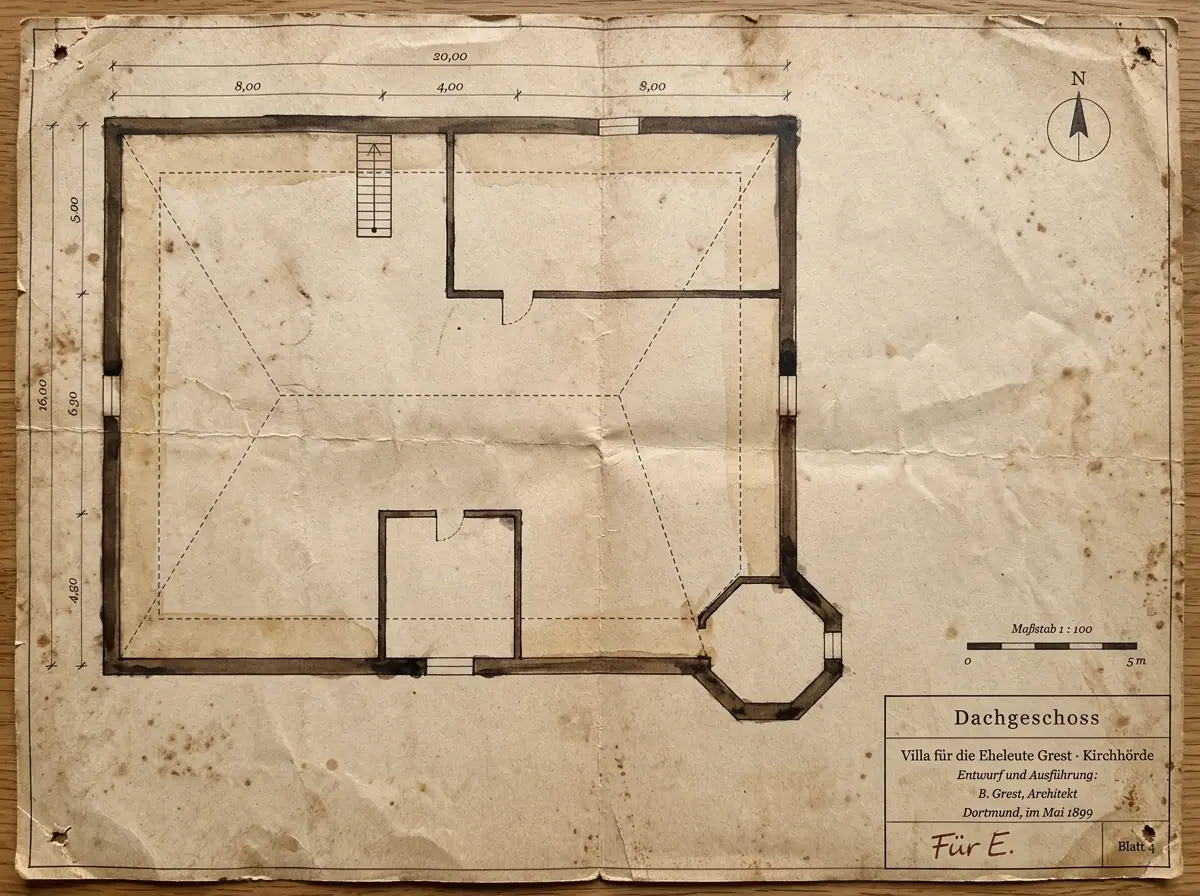 20,00
8,00
4,00
N
5,00
16,00
6,90
4,80
Maßstab 1 : 100
0
5 m
Dachgeschoss
Villa für die Eheleute Grest · Kirchhörde
Entwurf und Ausführung:
B. Grest, Architekt
Dortmund, im Mai 1899
Für E.
Blatt 4